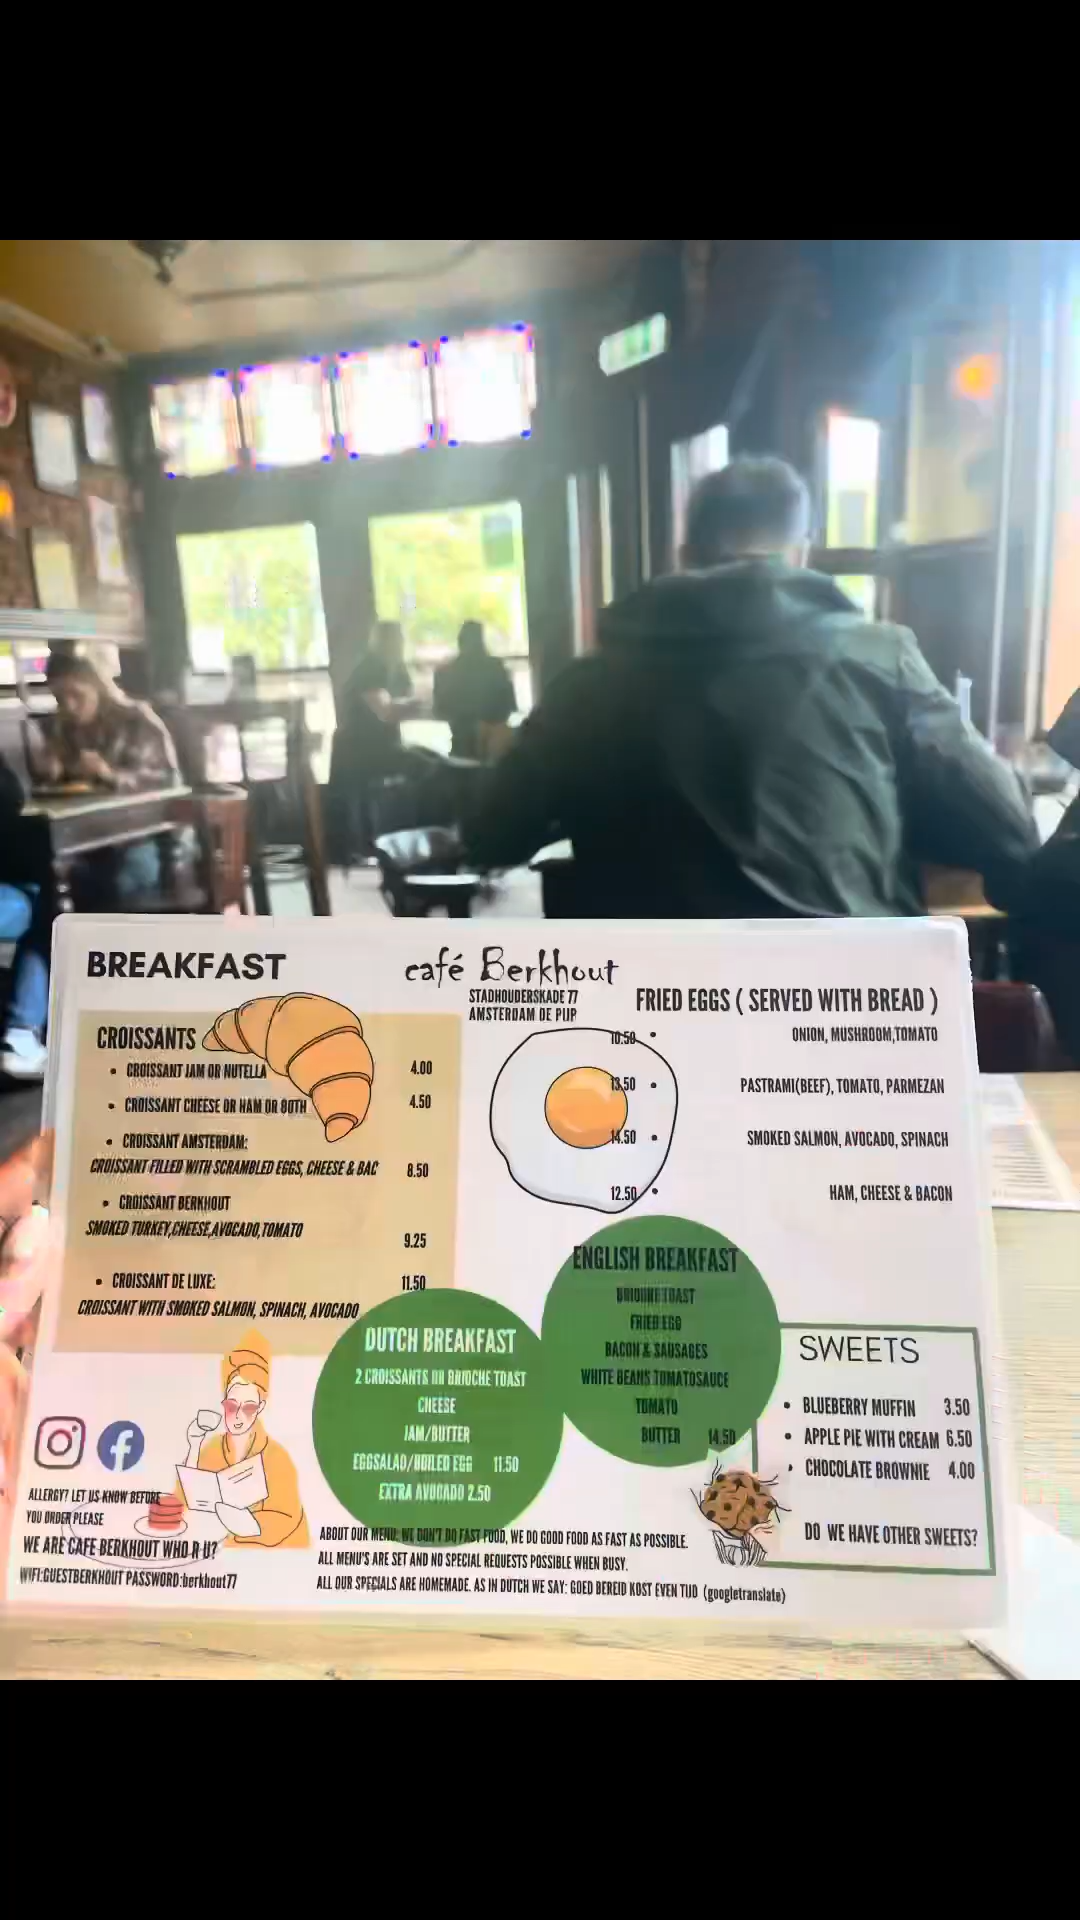 BREAKFAST
CROISSANTS
• CROISSANT JAM OR NUTELLA 4.00
• CROISSANT CHEESE OR HAM OR BOTH 4.50
• CROISSANT AMSTERDAM:
CROISSANT FILLED WITH SCRAMBLED EGGS, CHEESE & BAC 8.50
• CROISSANT BERKHOUT
SMOKED TURKEY,CHEESE,AVOCADO,TOMATO
9.25
• CROISSANT DE LUXE: 11.50
CROISSANT WITH SMOKED SALMON, SPINACH, AVOCADO
café Berkhout
STADHOUDERSKADE 77
AMSTERDAM DE PIJP
FRIED EGGS ( SERVED WITH BREAD )
10.50 • ONION, MUSHROOM,TOMATO
13.50 • PASTRAMI(BEEF), TOMATO, PARMEZAN
14.50 • SMOKED SALMON, AVOCADO, SPINACH
12.50 • HAM, CHEESE & BACON
ENGLISH BREAKFAST
BRIOCHE TOAST
FRIED EGG
BACON & SAUSAGES
WHITE BEANS TOMATOSAUCE
TOMATO
BUTTER 14.50
DUTCH BREAKFAST
2 CROISSANTS OR BRIOCHE TOAST
CHEESE
JAM/BUTTER
EGGSALAD/BOILED EGG 11.50
EXTRA AVOCADO 2.50
SWEETS
• BLUEBERRY MUFFIN 3.50
• APPLE PIE WITH CREAM 6.50
• CHOCOLATE BROWNIE 4.00
DO WE HAVE OTHER SWEETS?
ALLERGY? LET US KNOW BEFORE
YOU ORDER PLEASE
WE ARE CAFE BERKHOUT WHO R U?
WIFI:GUESTBERKHOUT PASSWORD:berkhout77
ABOUT OUR MENU: WE DON'T DO FAST FOOD, WE DO GOOD FOOD AS FAST AS POSSIBLE.
ALL MENU'S ARE SET AND NO SPECIAL REQUESTS POSSIBLE WHEN BUSY.
ALL OUR SPECIALS ARE HOMEMADE. AS IN DUTCH WE SAY: GOED BEREID KOST EVEN TIJD (googletranslate)